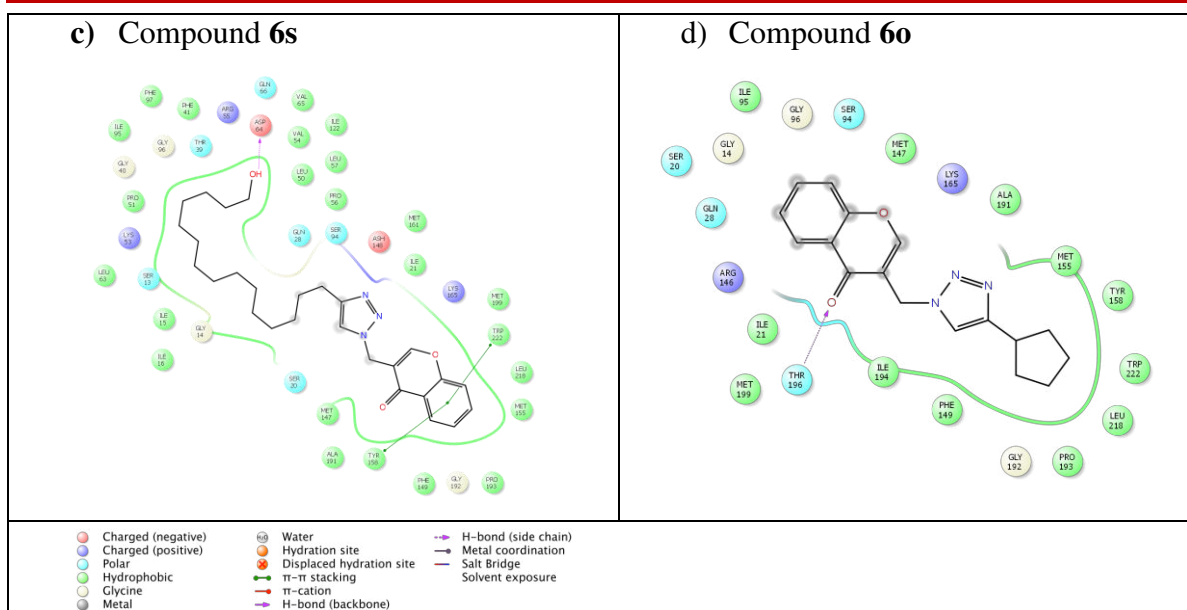 c) Compound 6s
PHE
97
PHE
41
ARG
55
GLN
66
VAL
65
ILE
95
GLY
96
THR
39
ASP
64
VAL
54
ILE
122
GLY
48
OH
LEU
50
LEU
57
PRO
51
PRO
56
LYS
53
GLN
28
SER
94
ASH
148
MET
161
ILE
21
LEU
63
SER
13
LYS
165
ILE
15
GLY
14
N
N
N
MET
199
ILE
16
TRP
222
O
SER
20
O
LEU
218
MET
147
MET
155
ALA
191
TYR
158
PHE
149
GLY
192
PRO
193
d) Compound 6o
ILE
95
GLY
96
SER
94
GLY
14
MET
147
SER
20
LYS
165
GLN
28
ALA
191
O
ARG
146
MET
155
N
N
N
TYR
158
O
ILE
21
THR
196
ILE
194
TRP
222
MET
199
PHE
149
LEU
218
GLY
192
PRO
193
Charged (negative)
Charged (positive)
Polar
Hydrophobic
Glycine
Metal
H₂O Water
Hydration site
Displaced hydration site
π-π stacking
π-cation
H-bond (backbone)
H-bond (side chain)
Metal coordination
Salt Bridge
Solvent exposure